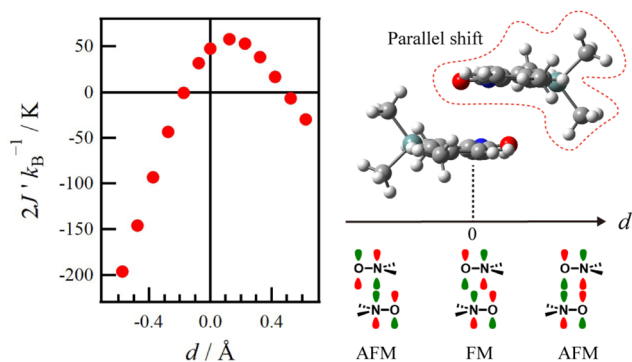 50
0
-50
-100
-150
-200
2J ' kB⁻¹ / K
-0.4
0.0
0.4
d / Å
Parallel shift
0
d
O–N
O–N
O–N
N–O
N–O
N–O
AFM
FM
AFM